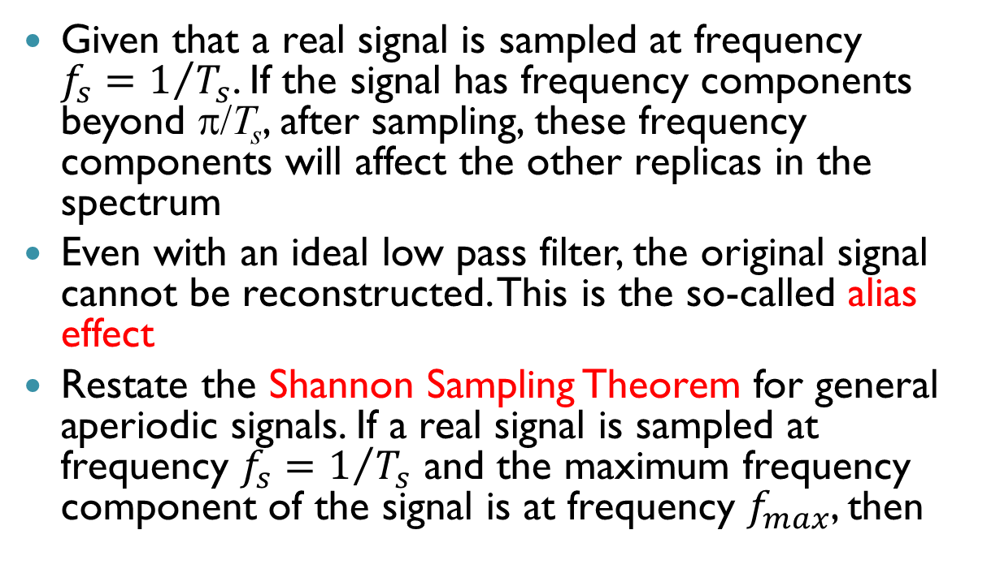 • Given that a real signal is sampled at frequency
f_s = 1/T_s. If the signal has frequency components
beyond π/T_s, after sampling, these frequency
components will affect the other replicas in the
spectrum
• Even with an ideal low pass filter, the original signal
cannot be reconstructed. This is the so-called alias
effect
• Restate the Shannon Sampling Theorem for general
aperiodic signals. If a real signal is sampled at
frequency f_s = 1/T_s and the maximum frequency
component of the signal is at frequency f_max, then